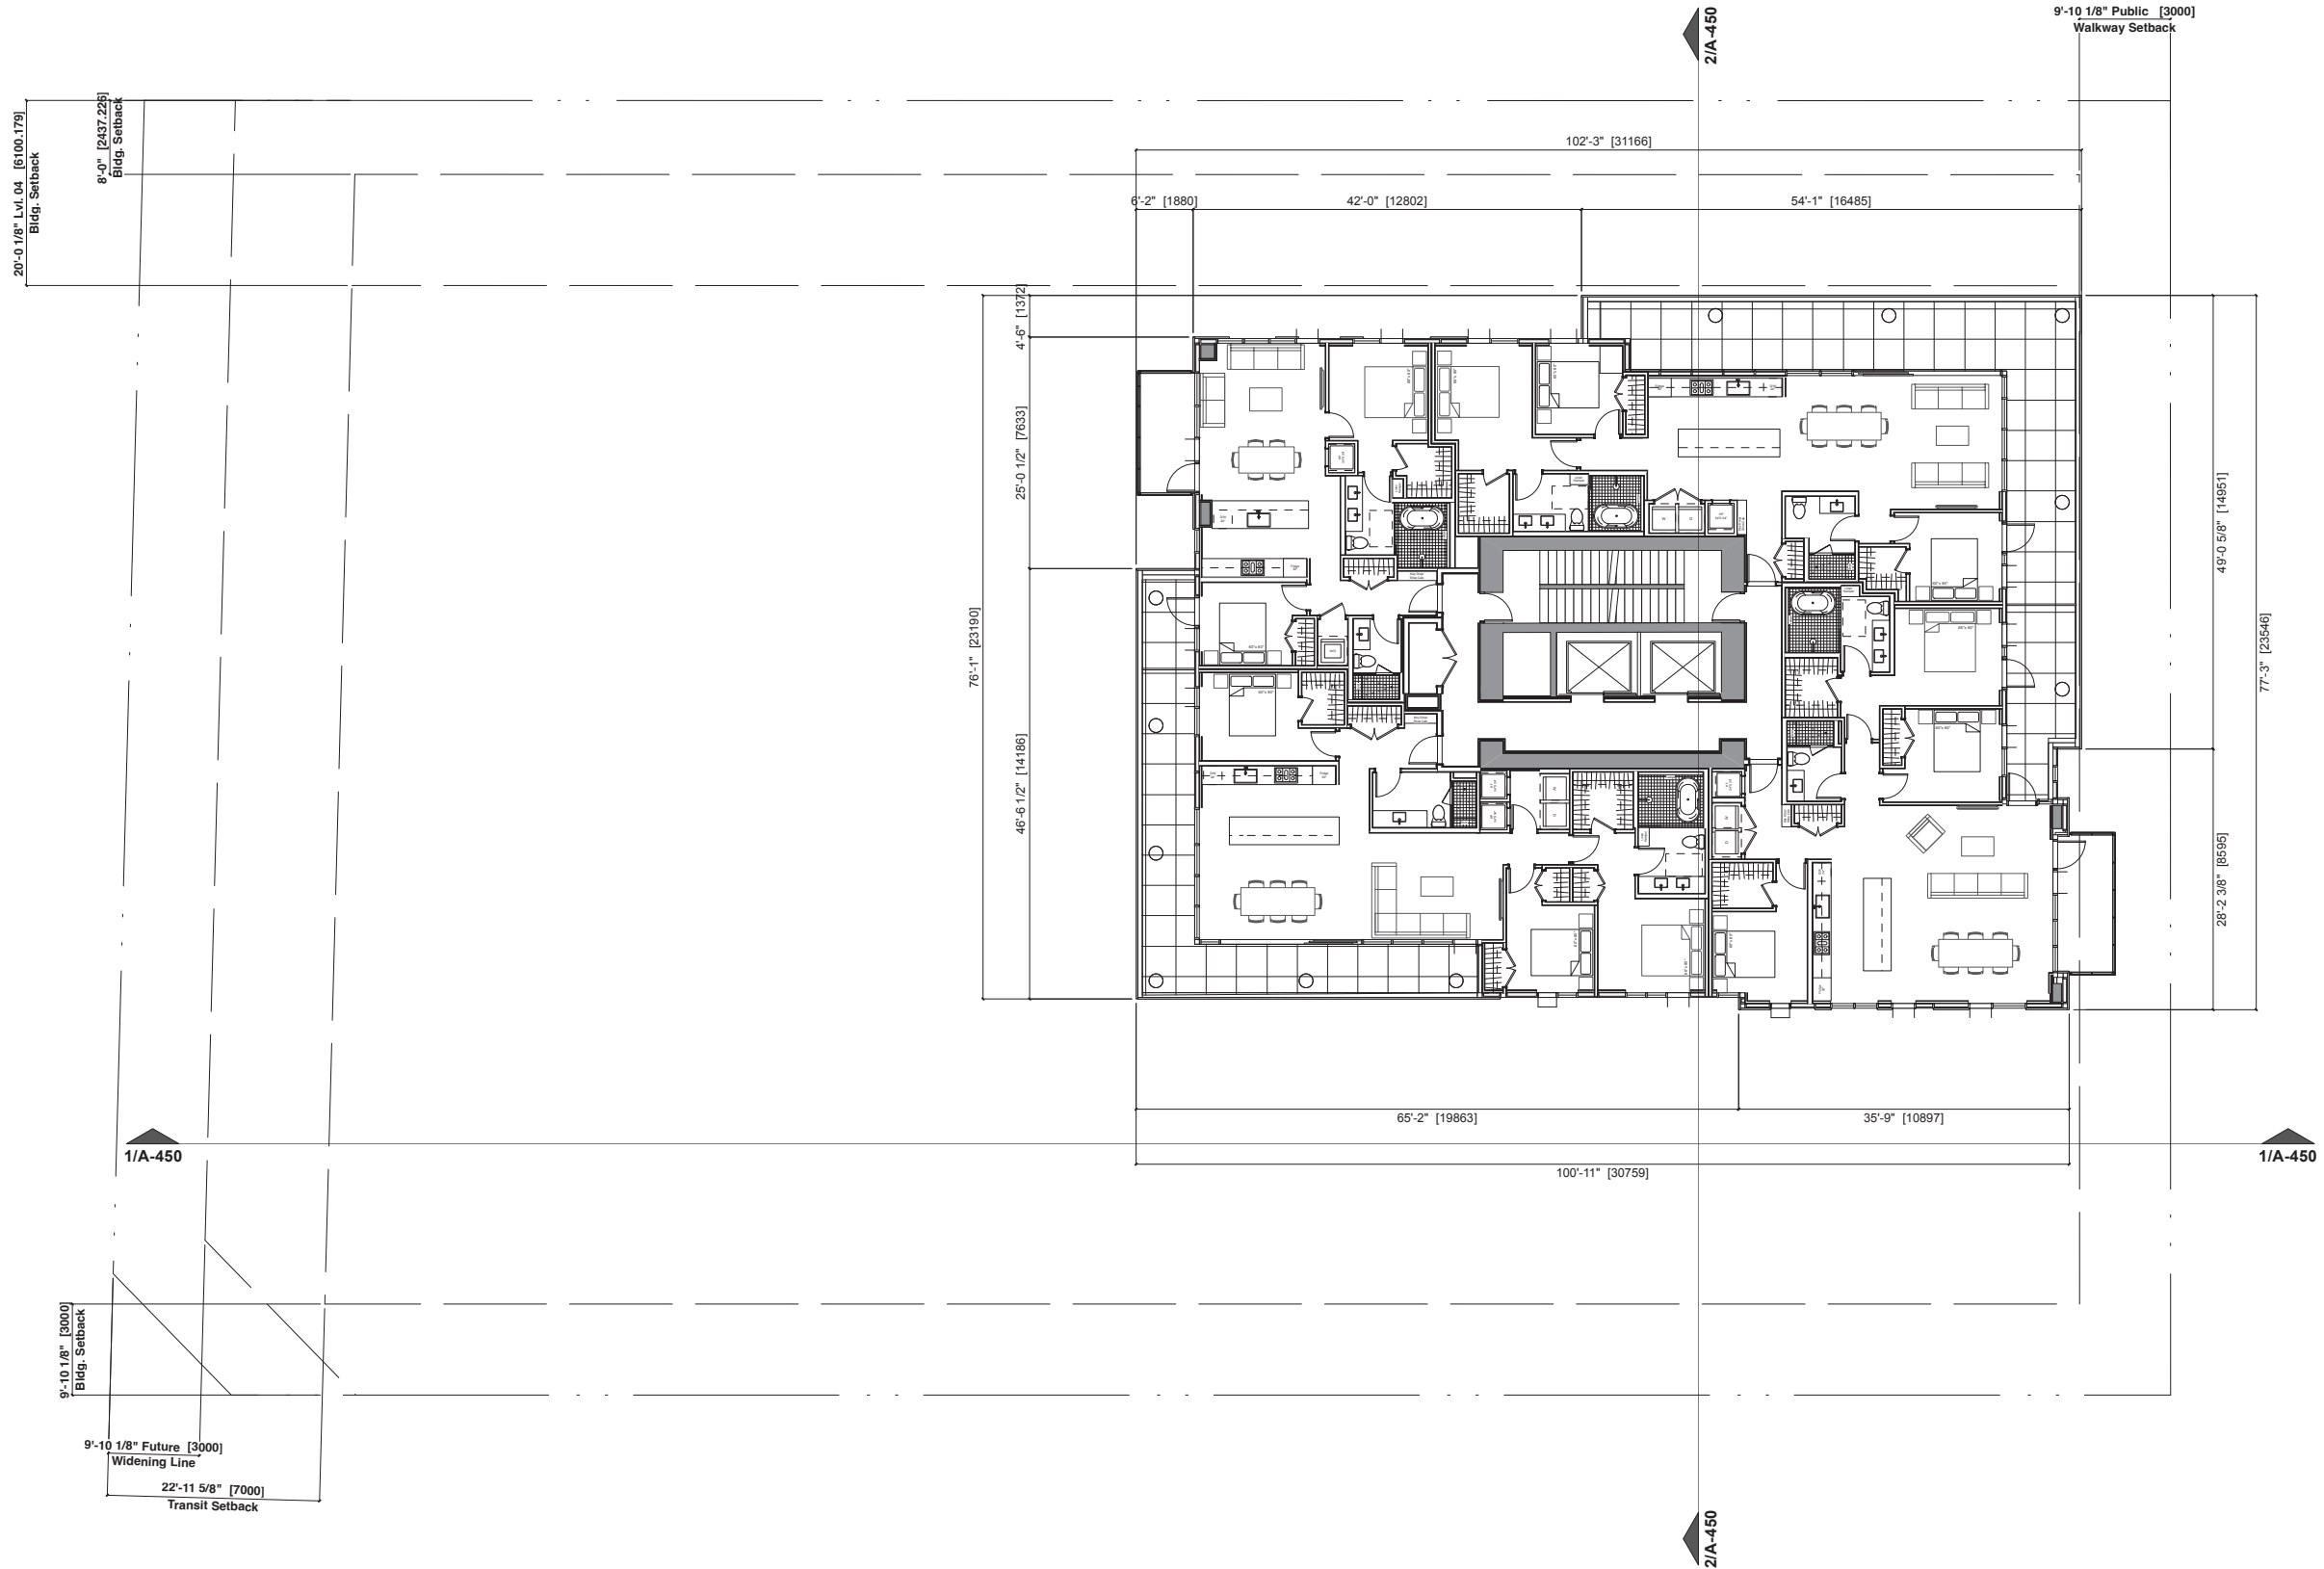 9'-10 1/8" Public [3000]
Walkway Setback
2/A-450
20'-0 1/8" Lvl. 04 [6100.179]
Bldg. Setback
8'-0" [2437.226]
Bldg. Setback
102'-3" [31166]
6'-2" [1880]
42'-0" [12802]
54'-1" [16485]
4'-6" [1372]
25'-0 1/2" [7633]
76'-1" [23190]
46'-6 1/2" [14186]
49'-0 5/8" [14951]
77'-3" [23546]
28'-2 3/8" [8595]
65'-2" [19863]
35'-9" [10897]
1/A-450
1/A-450
100'-11" [30759]
9'-10 1/8" [3000]
Bldg. Setback
9'-10 1/8" Future [3000]
Widening Line
22'-11 5/8" [7000]
Transit Setback
2/A-450